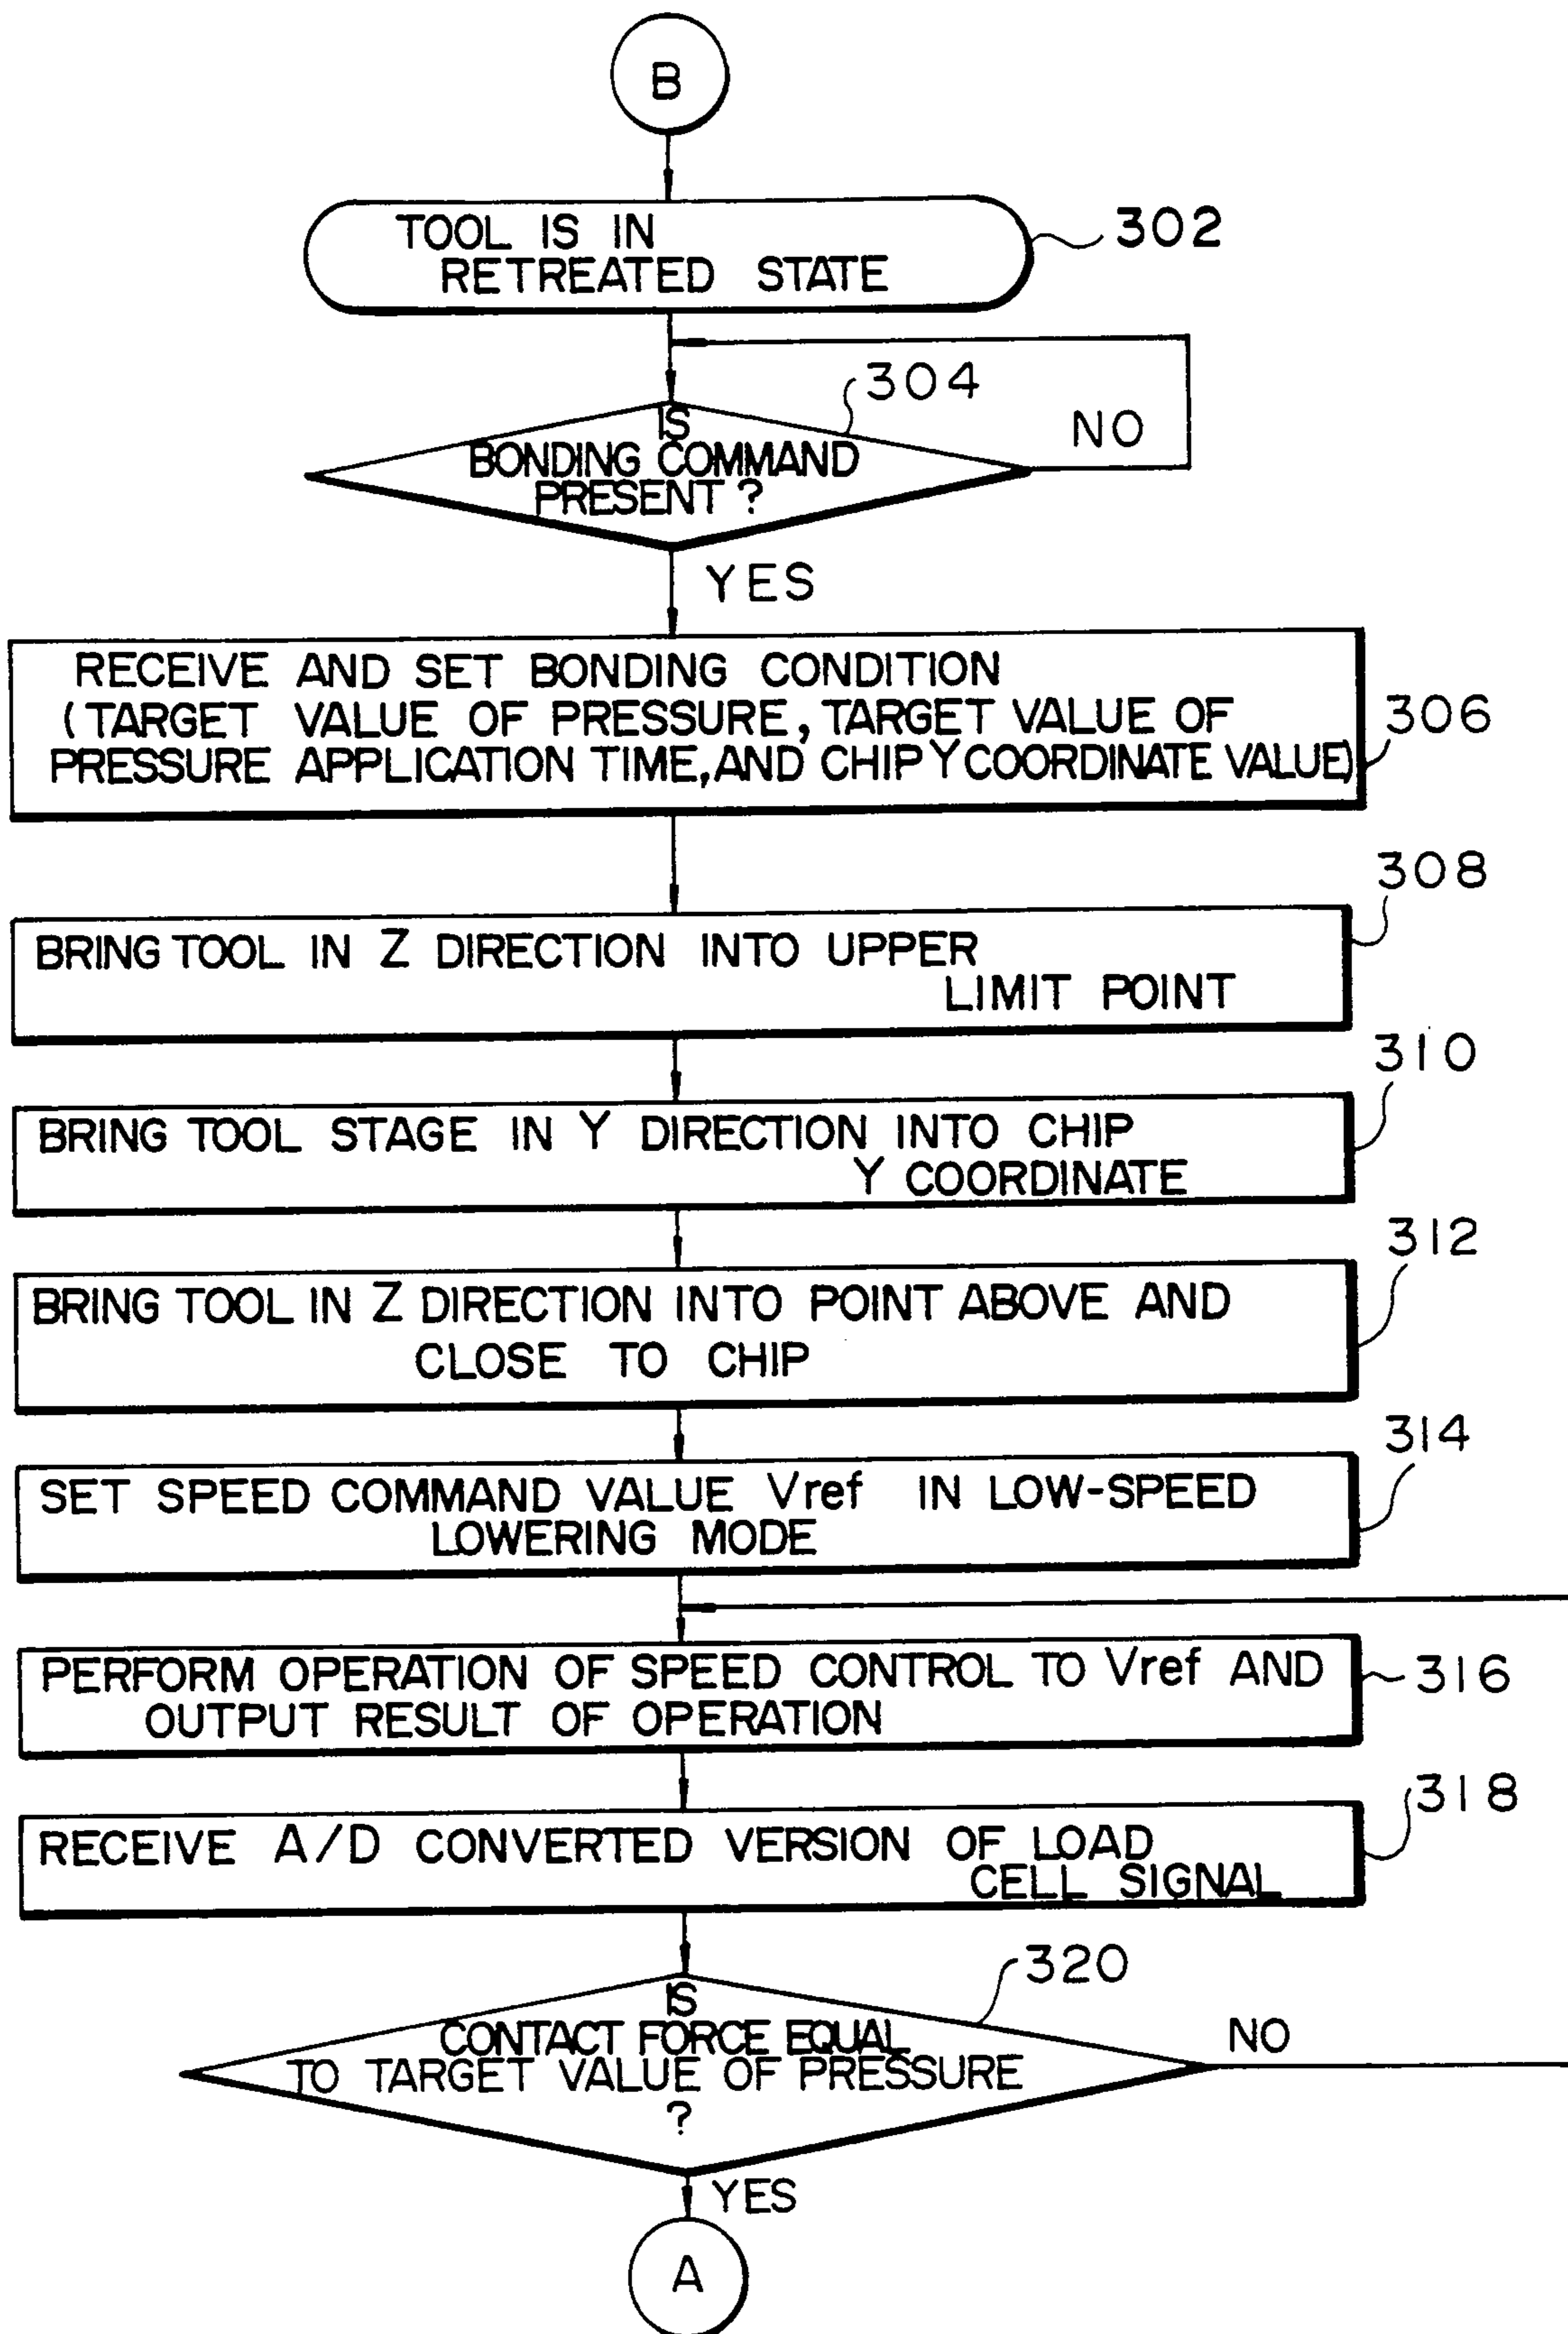 B
TOOL IS IN
RETREATED STATE
302
304
IS
BONDING COMMAND
PRESENT ?
NO
YES
RECEIVE AND SET BONDING CONDITION
(TARGET VALUE OF PRESSURE, TARGET VALUE OF
PRESSURE APPLICATION TIME, AND CHIP Y COORDINATE VALUE)
306
308
BRING TOOL IN Z DIRECTION INTO UPPER
LIMIT POINT
310
BRING TOOL STAGE IN Y DIRECTION INTO CHIP
Y COORDINATE
312
BRING TOOL IN Z DIRECTION INTO POINT ABOVE AND
CLOSE TO CHIP
314
SET SPEED COMMAND VALUE Vref IN LOW-SPEED
LOWERING MODE
PERFORM OPERATION OF SPEED CONTROL TO Vref AND
OUTPUT RESULT OF OPERATION
316
318
RECEIVE A/D CONVERTED VERSION OF LOAD
CELL SIGNAL
320
IS
CONTACT FORCE EQUAL
TO TARGET VALUE OF PRESSURE
?
NO
YES
A